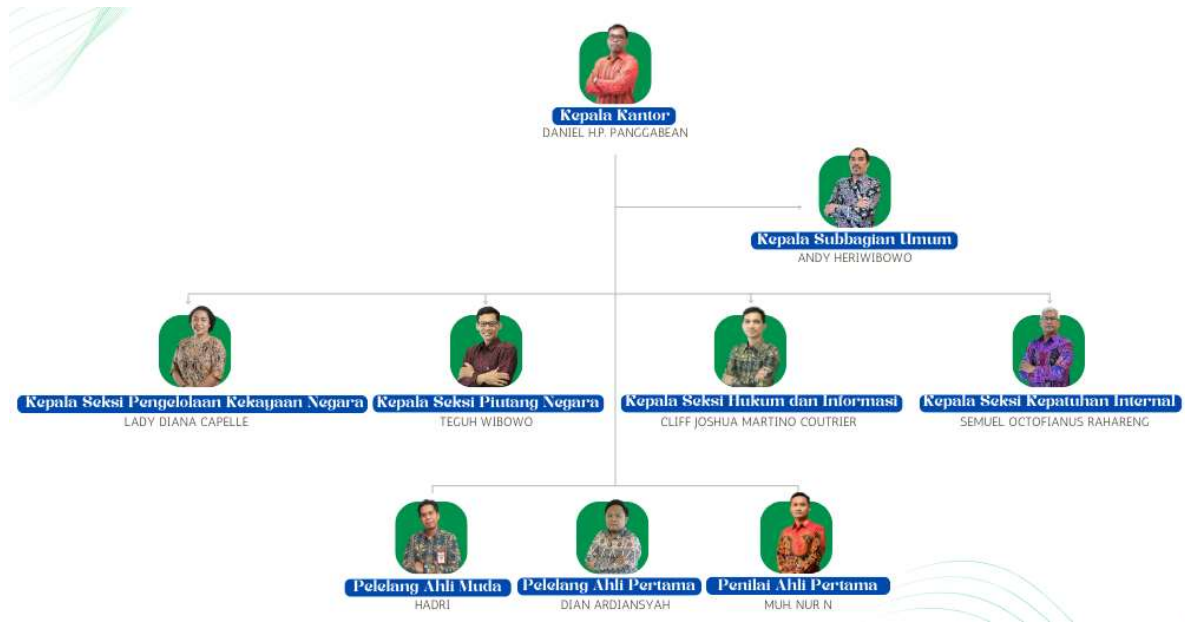 Kepala Kantor
DANIEL H.P. PANGGABEAN
Kepala Subbagian Umum
ANDY HERIWIBOWO
Kepala Seksi Pengelolaan Kekayaan Negara
LADY DIANA CAPELLE
Kepala Seksi Piutang Negara
TEGUH WIBOWO
Kepala Seksi Hukum dan Informasi
CLIFF JOSHUA MARTINO COUTRIER
Kepala Seksi Kepatuhan Internal
SEMUEL OCTOFIANUS RAHARENG
Pelelang Ahli Muda
HADRI
Pelelang Ahli Pertama
DIAN ARDIANSYAH
Penilai Ahli Pertama
MUH. NUR N